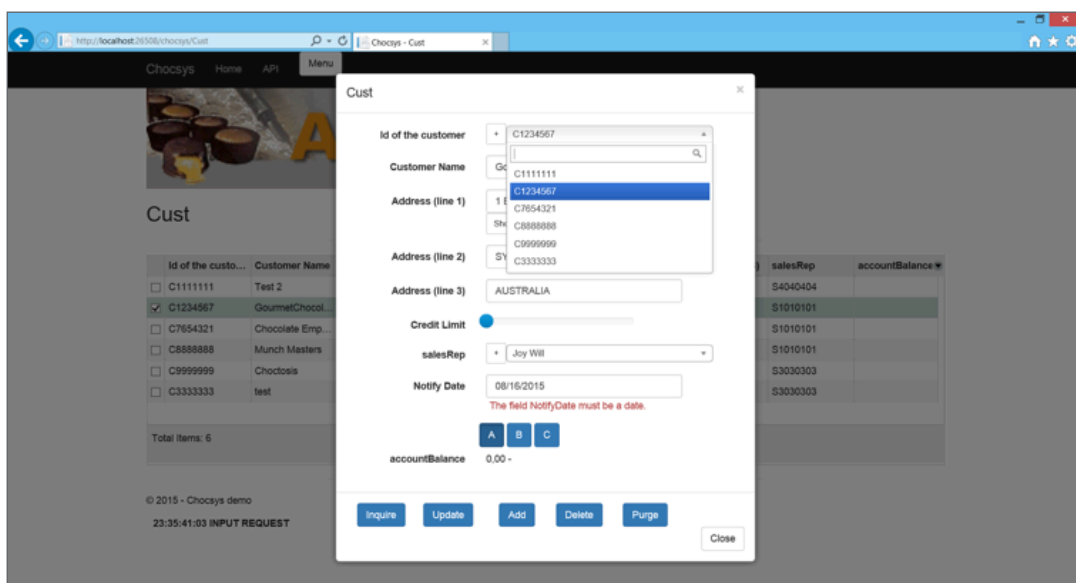 http://localhost:26508/chocsys/Cust
Chocsys - Cust
Chocsys Home API Menu
A
Cust
Id of the custo... Customer Name salesRep accountBalance
C1111111 Test 2 S4040404
C1234567 GourmetChocol... S1010101
C7654321 Chocolate Emp... S1010101
C8888888 Munch Masters S1010101
C9999999 Choctosis S3030303
C3333333 test S3030303
Total Items: 6
© 2015 - Chocsys demo
23:35:41:03 INPUT REQUEST
Cust ×
Id of the customer + C1234567
C1111111
C1234567
C7654321
C8888888
C9999999
C3333333
Customer Name Go
Address (line 1) 1
Address (line 2) SY
Address (line 3) AUSTRALIA
Credit Limit
salesRep + Joy Will
Notify Date 08/16/2015
The field NotifyDate must be a date.
A B C
accountBalance 0,00 -
Inquire Update Add Delete Purge
Close